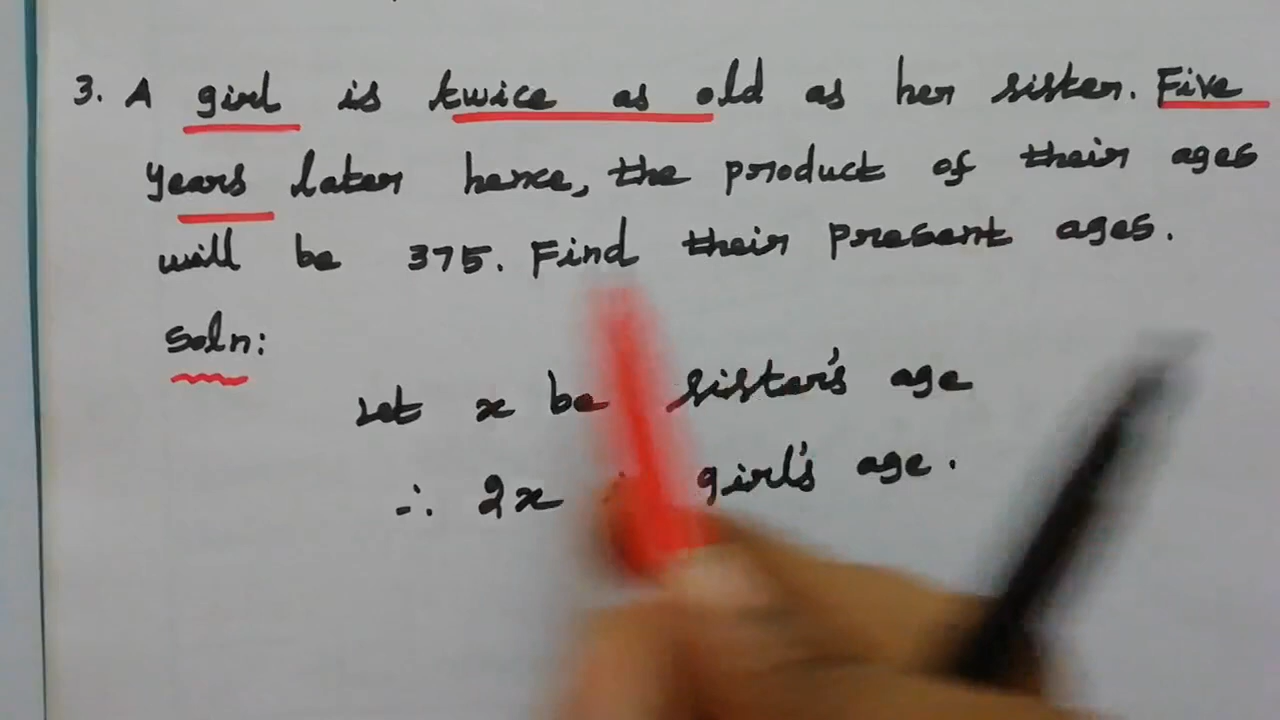 3. A girl is twice as old as her sister. Five
years later hence, the product of their ages
will be 375. Find their present ages.
Soln:
Let x be sister's age
∴ 2x girl's age.